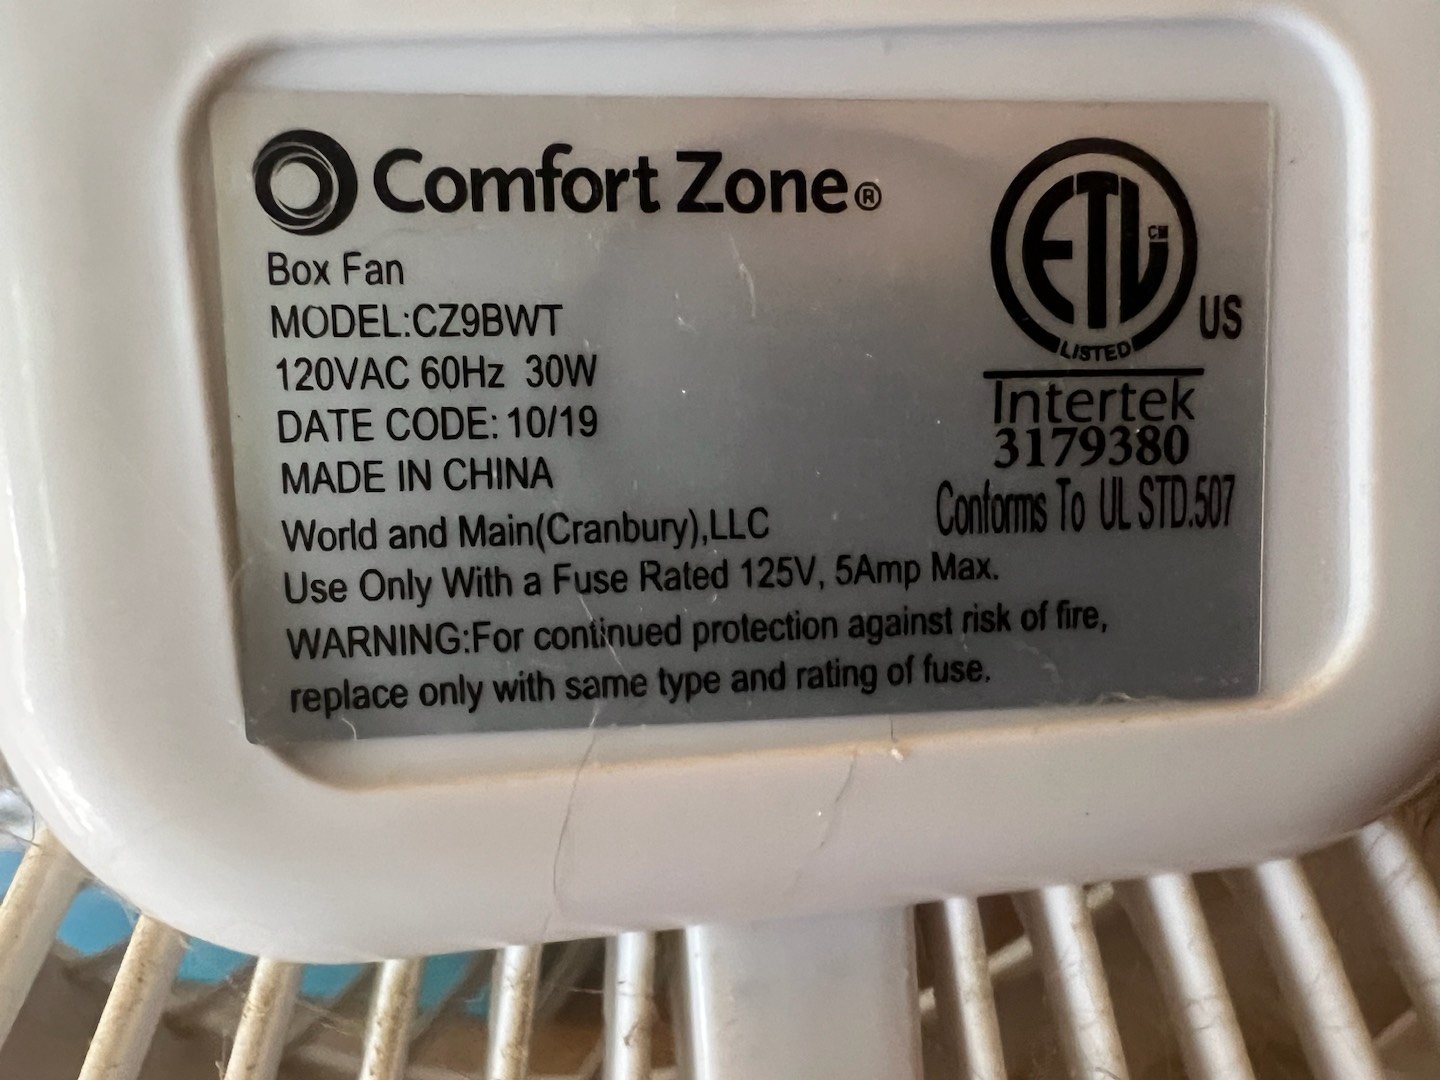 Comfort Zone®
Box Fan
MODEL:CZ9BWT
120VAC 60Hz 30W
DATE CODE: 10/19
MADE IN CHINA
World and Main(Cranbury),LLC
Use Only With a Fuse Rated 125V, 5Amp Max.
WARNING:For continued protection against risk of fire,
replace only with same type and rating of fuse.
ETL CM
LISTED
US
Intertek
3179380
Conforms To UL STD.507